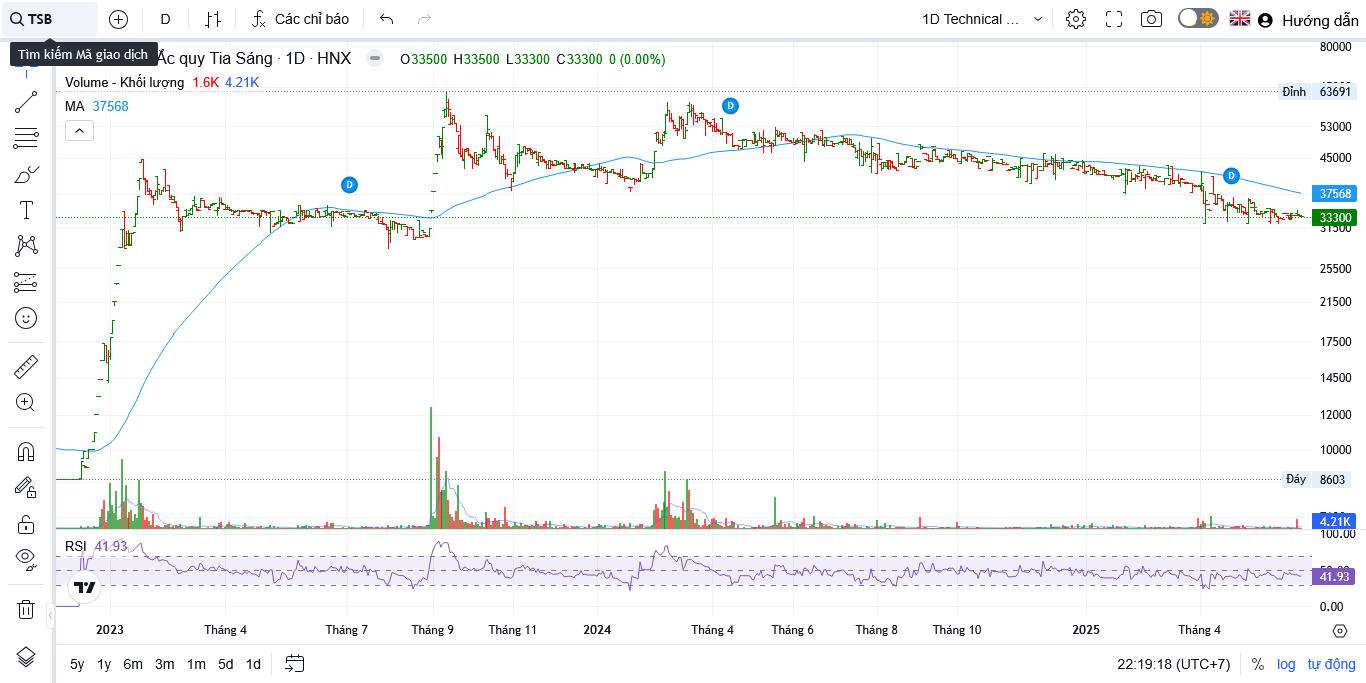 TSB
D
Các chỉ báo
1D Technical ...
Hướng dẫn
Tìm kiếm Mã giao dịch
Ắc quy Tia Sáng · 1D · HNX
O33500 H33500 L33300 C33300 0 (0.00%)
Volume - Khối lượng 1.6K 4.21K
MA 37568
80000
Đỉnh 63691
53000
45000
37568
33300
31500
25500
21500
17500
14500
12000
10000
Đáy 8603
4.21K
100.00
RSI 41.93
41.93
0.00
D
D
D
T
2023 Tháng 4 Tháng 7 Tháng 9 Tháng 11 2024 Tháng 4 Tháng 6 Tháng 8 Tháng 10 2025 Tháng 4
5y 1y 6m 3m 1m 5d 1d
22:19:18 (UTC+7) % log tự động